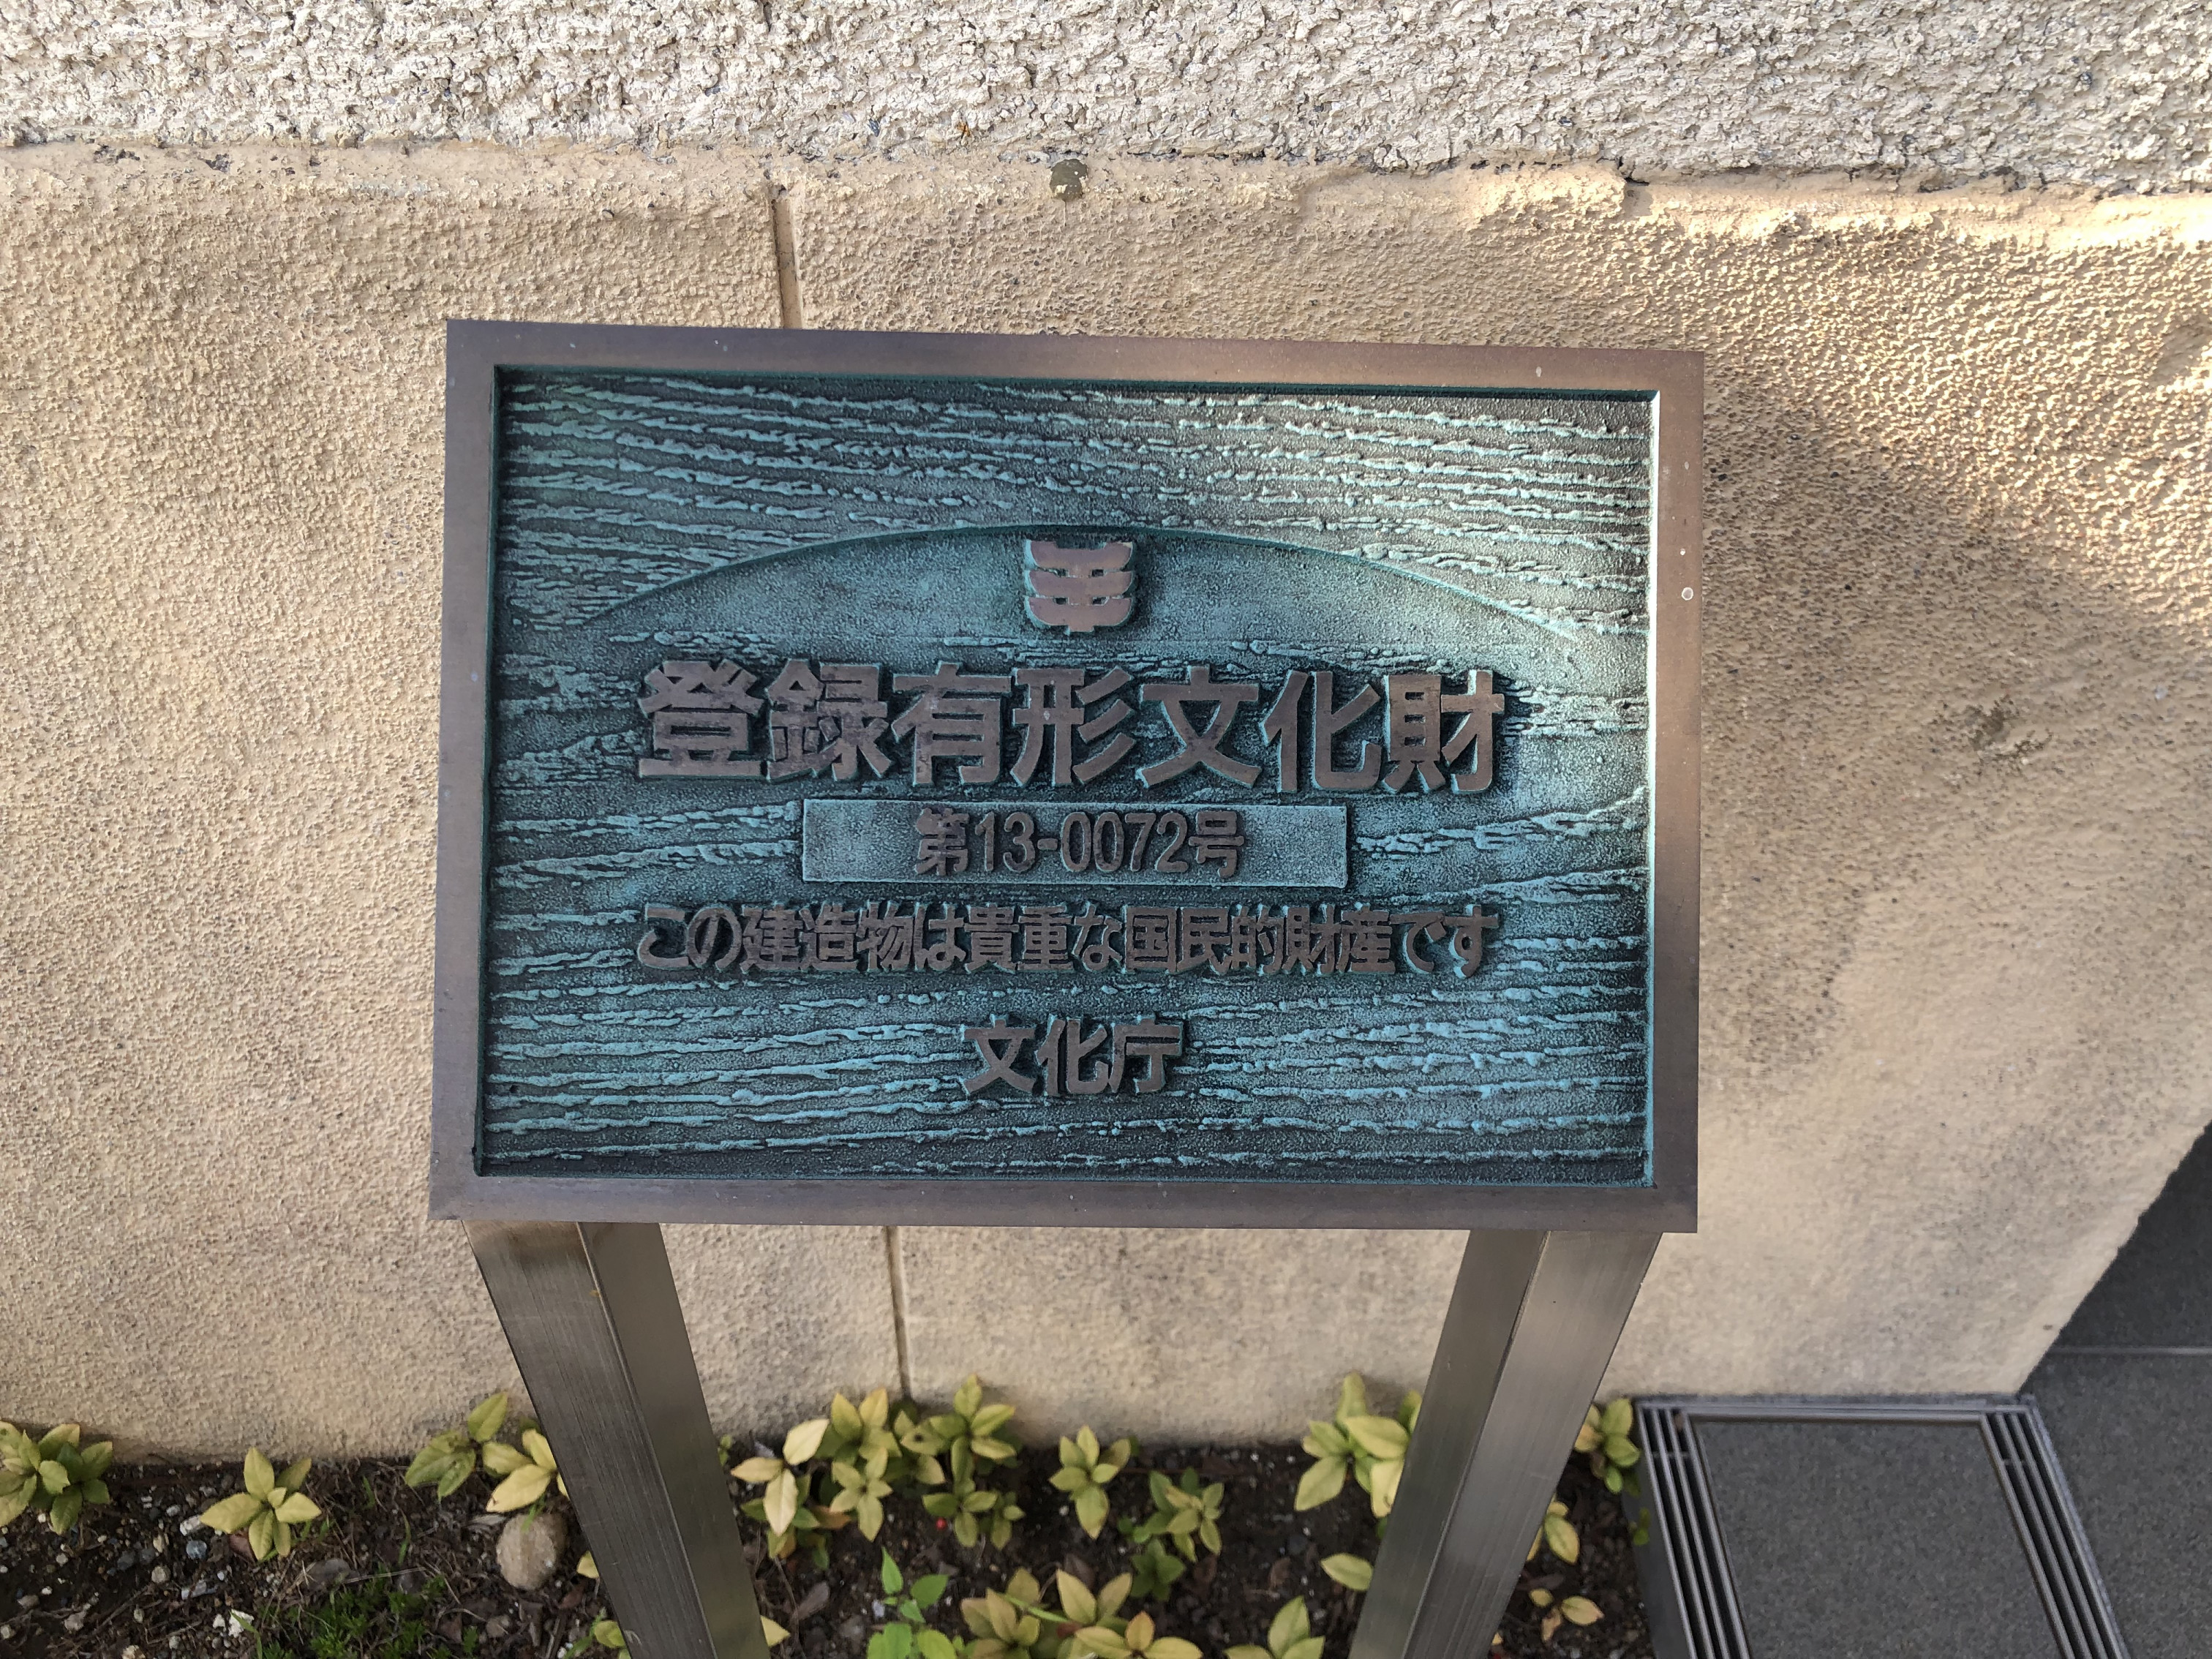 登録有形文化財
第13-0072号
この建造物は貴重な国民的財産です
文化庁